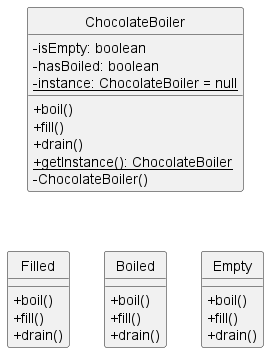 ChocolateBoiler
-isEmpty: boolean
-hasBoiled: boolean
-instance: ChocolateBoiler = null
+boil()
+fill()
+drain()
+getInstance(): ChocolateBoiler
-ChocolateBoiler()
Filled
+boil()
+fill()
+drain()
Boiled
+boil()
+fill()
+drain()
Empty
+boil()
+fill()
+drain()